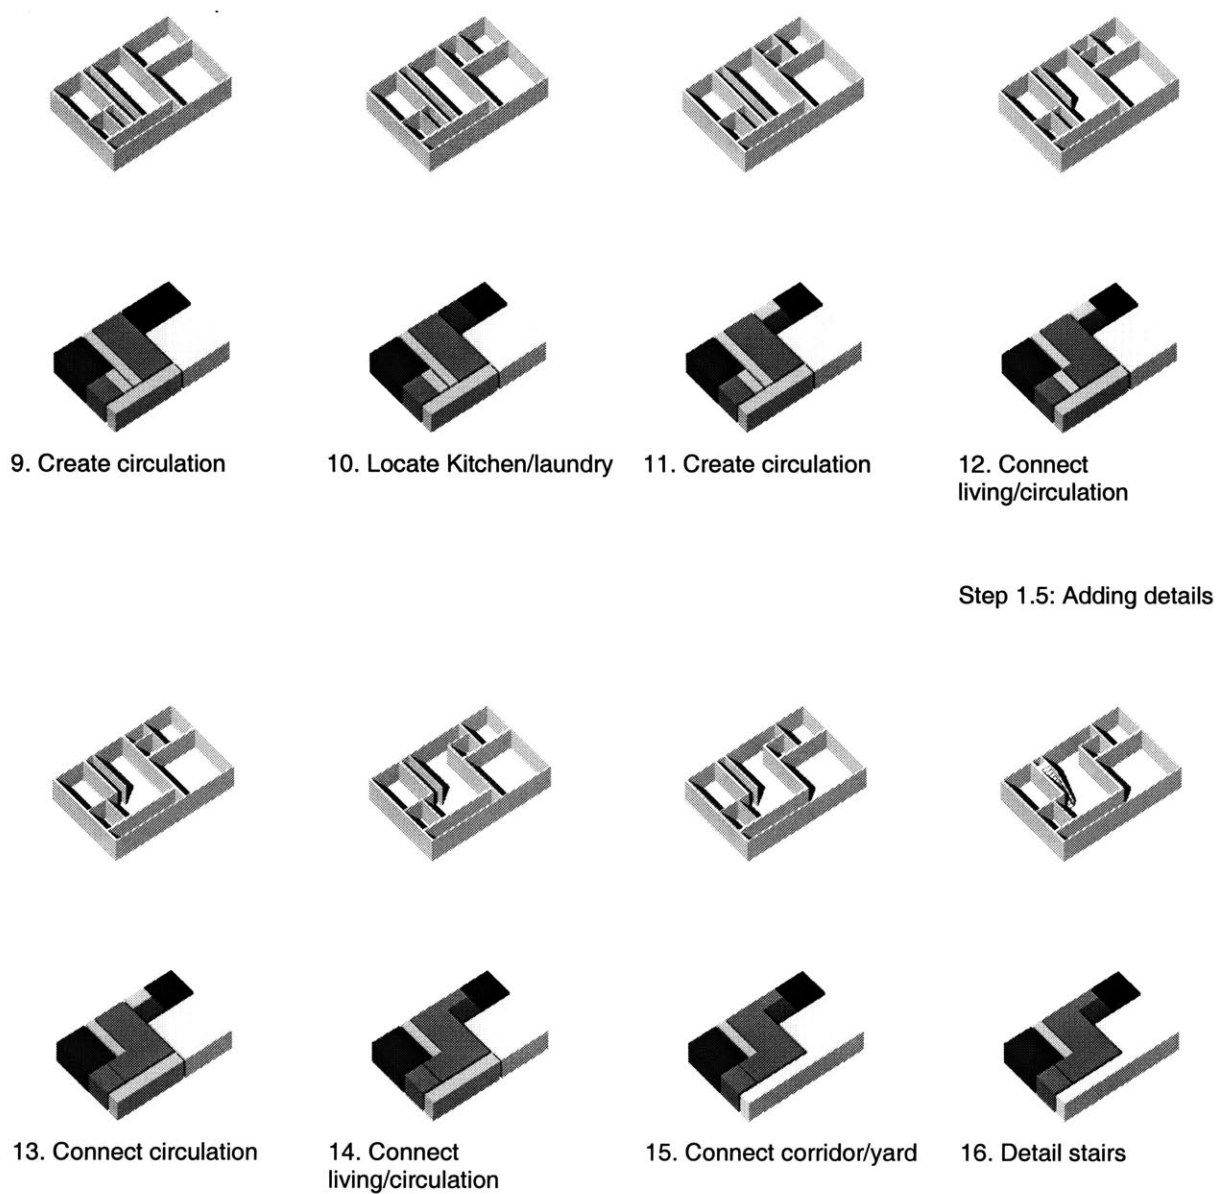 9. Create circulation
10. Locate Kitchen/laundry
11. Create circulation
12. Connect
living/circulation
Step 1.5: Adding details
13. Connect circulation
14. Connect
living/circulation
15. Connect corridor/yard
16. Detail stairs